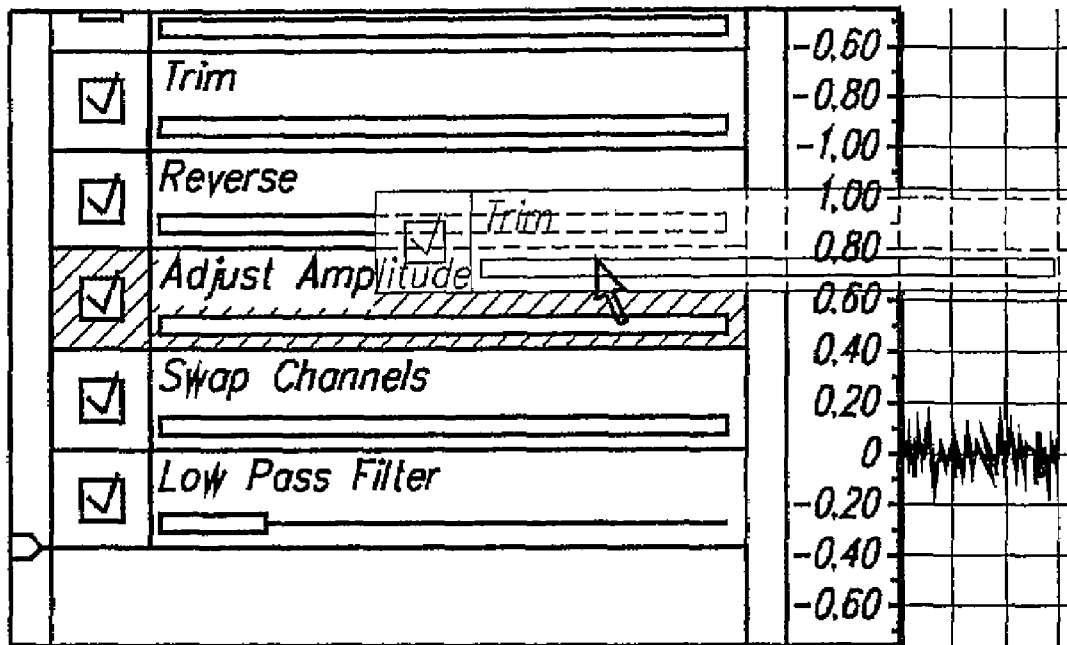 Trim
Reverse
Trim
Adjust Amplitude
Swap Channels
Low Pass Filter
-0.60
-0.80
-1.00
1.00
0.80
0.60
0.40
0.20
0
-0.20
-0.40
-0.60